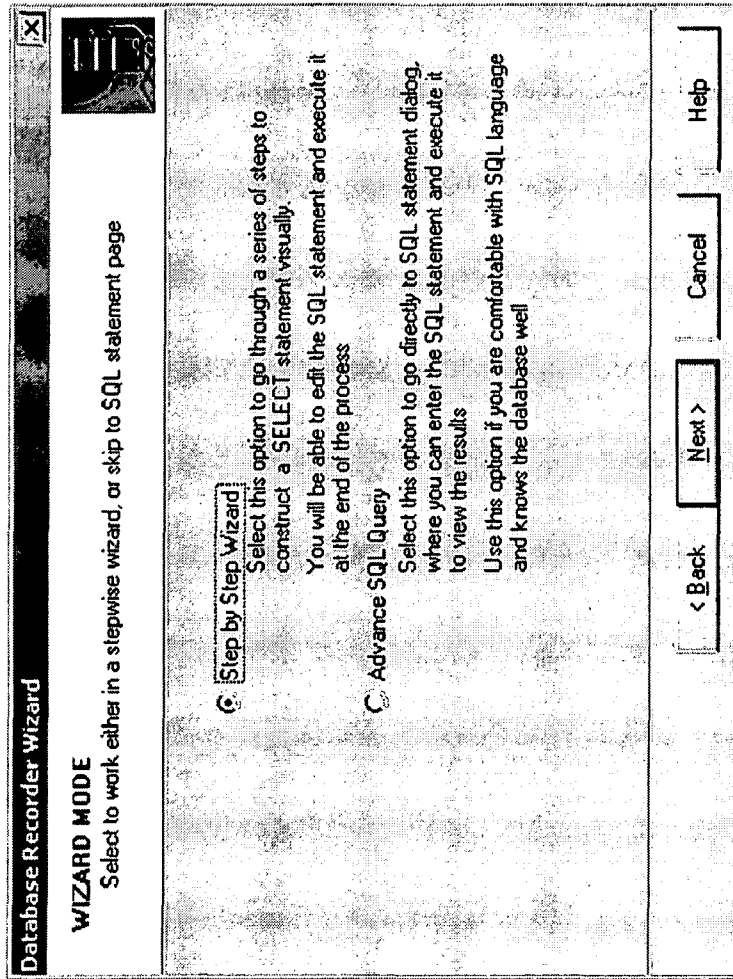 Database Recorder Wizard
WIZARD MODE
Select to work either in a stepwise wizard, or skip to SQL statement page
Step by Step Wizard
Select this option to go through a series of steps to
construct a SELECT statement visually.
You will be able to edit the SQL statement and execute it
at the end of the process
Advance SQL Query
Select this option to go directly to SQL statement dialog,
where you can enter the SQL statement and execute it
to view the results
Use this option if you are comfortable with SQL language
and knows the database well
< Back
Next >
Cancel
Help